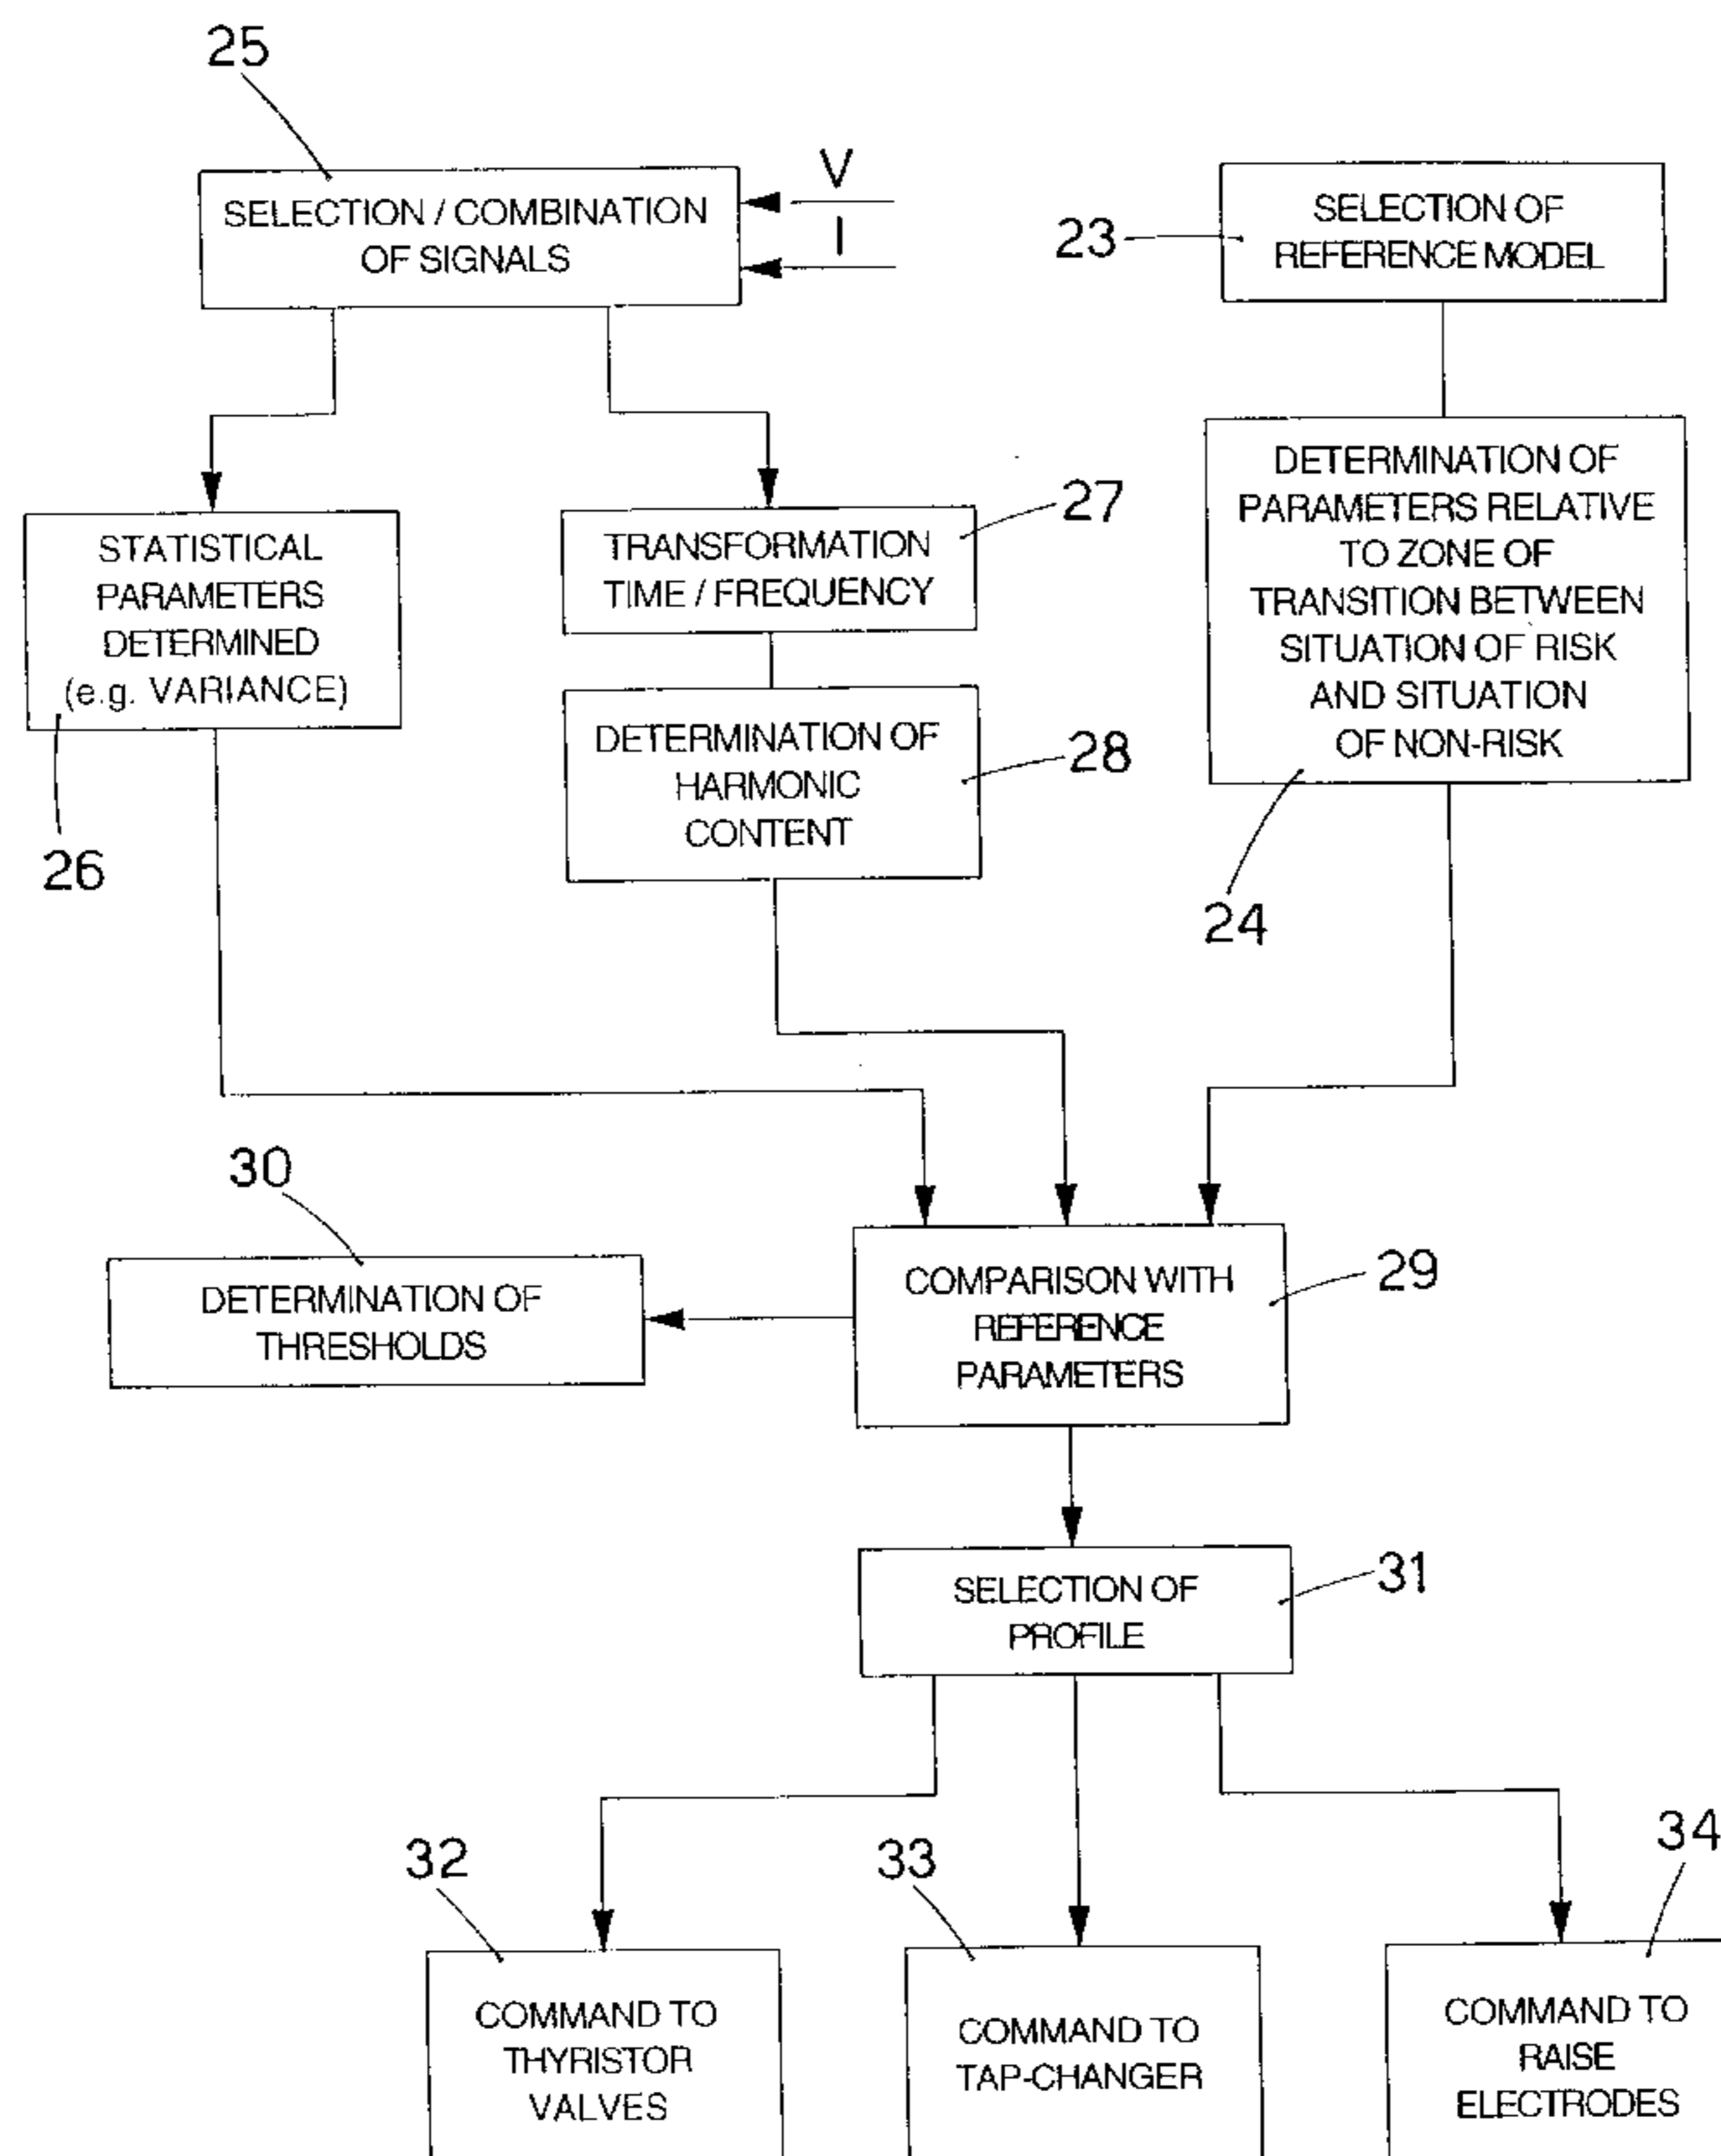 25
V
I
SELECTION / COMBINATION
OF SIGNALS
23
SELECTION OF
REFERENCE MODEL
STATISTICAL
PARAMETERS
DETERMINED
(e.g. VARIANCE)
26
27
TRANSFORMATION
TIME / FREQUENCY
DETERMINATION OF
HARMONIC
CONTENT
28
DETERMINATION OF
PARAMETERS RELATIVE
TO ZONE OF
TRANSITION BETWEEN
SITUATION OF RISK
AND SITUATION
OF NON-RISK
24
30
DETERMINATION OF
THRESHOLDS
COMPARISON WITH
REFERENCE
PARAMETERS
29
SELECTION OF
PROFILE
31
32
COMMAND TO
THYRISTOR
VALVES
33
COMMAND TO
TAP-CHANGER
34
COMMAND TO
RAISE
ELECTRODES